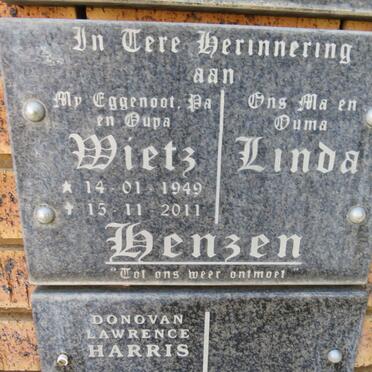 In Tere Herinnering
aan
My Eggenoot, Pa
en Oupa
Wietz
★ 14-01-1949
✝ 15-11-2011
Ons Ma en
Ouma
Linda
Henzen
"Tot ons weer ontmoet"
DONOVAN
LAWRENCE
HARRIS